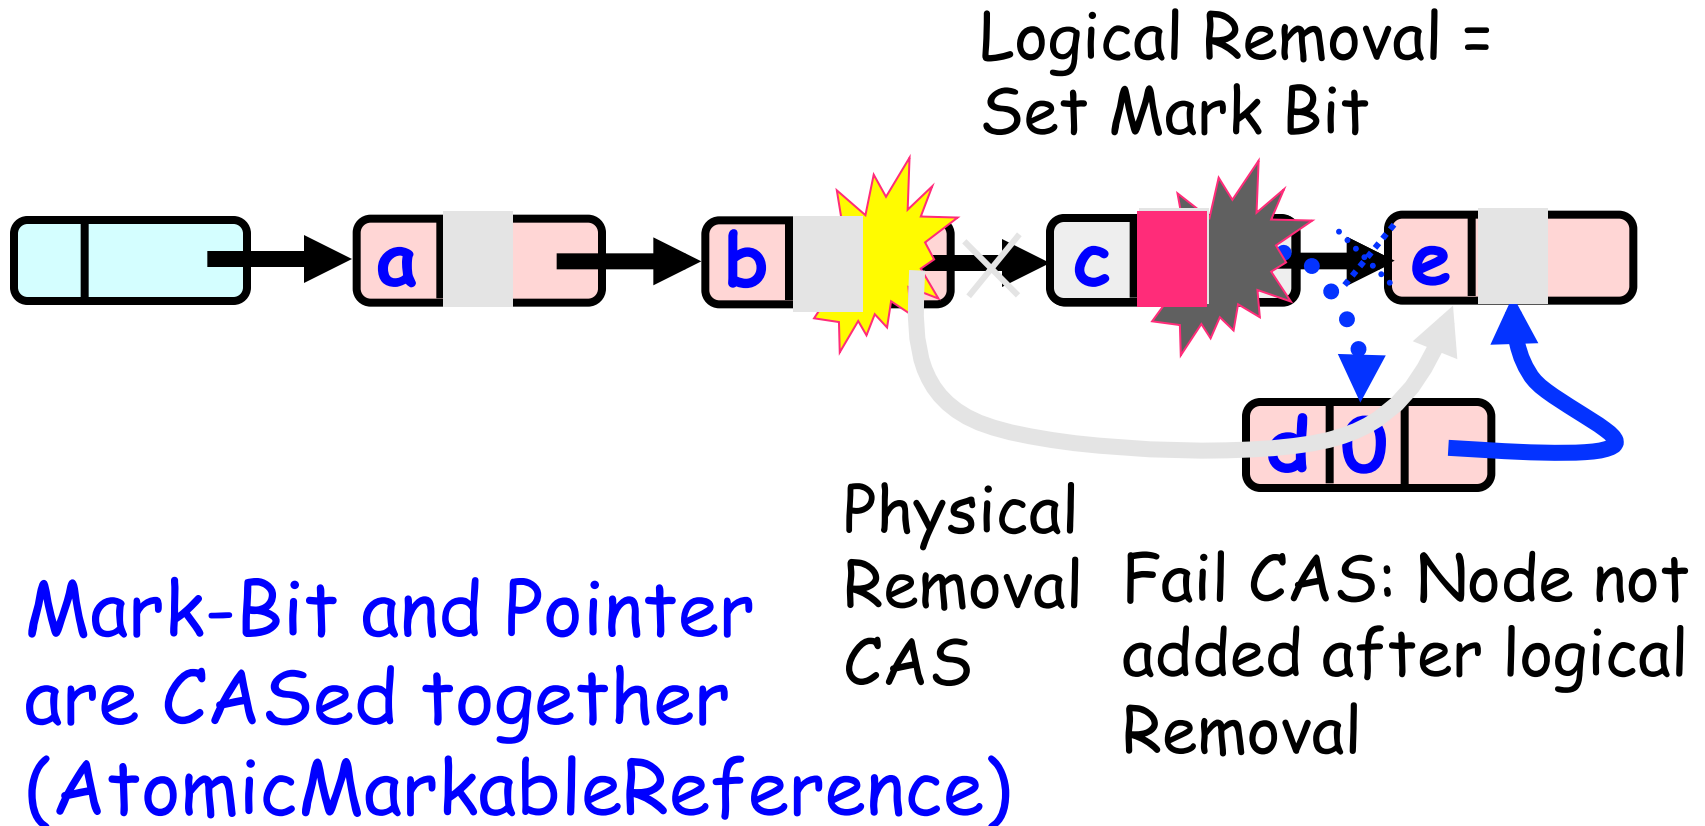 Logical Removal =
Set Mark Bit
a
b
c
e
d 0
Physical
Removal
CAS
Fail CAS: Node not
added after logical
Removal
Mark-Bit and Pointer
are CASed together
(AtomicMarkableReference)